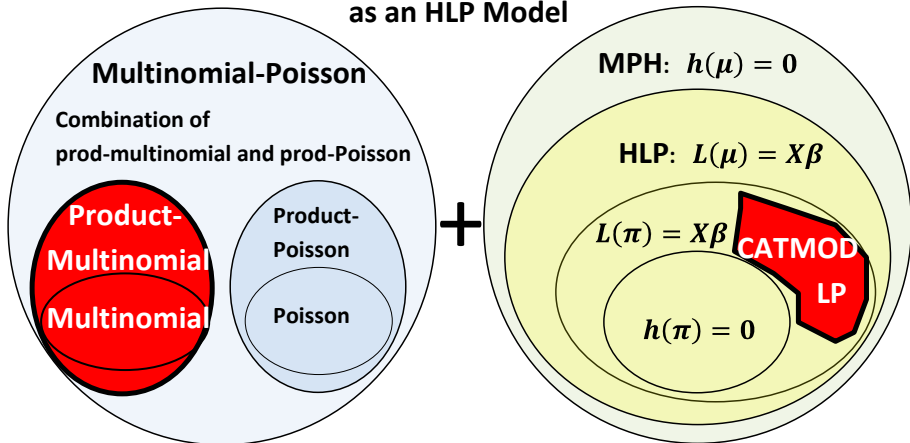 as an HLP Model
Multinomial-Poisson
Combination of
prod-multinomial and prod-Poisson
Product-
Multinomial
Multinomial
Product-
Poisson
Poisson
+
MPH: h(μ) = 0
HLP: L(μ) = Xβ
L(π) = Xβ
CATMOD
LP
h(π) = 0